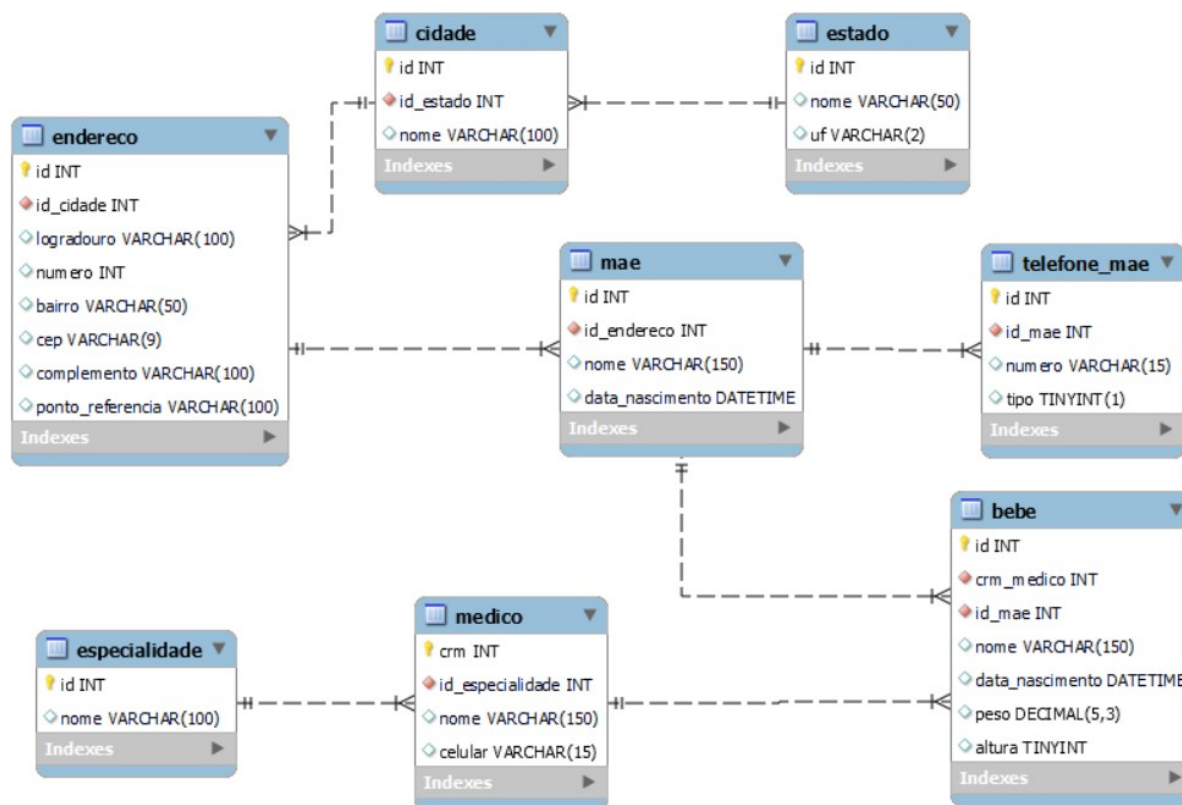 cidade
id INT
id_estado INT
nome VARCHAR(100)
Indexes
estado
id INT
nome VARCHAR(50)
uf VARCHAR(2)
Indexes
endereco
id INT
id_cidade INT
logradouro VARCHAR(100)
numero INT
bairro VARCHAR(50)
cep VARCHAR(9)
complemento VARCHAR(100)
ponto_referencia VARCHAR(100)
Indexes
mae
id INT
id_endereco INT
nome VARCHAR(150)
data_nascimento DATETIME
Indexes
telefone_mae
id INT
id_mae INT
numero VARCHAR(15)
tipo TINYINT(1)
Indexes
bebe
id INT
crm_medico INT
id_mae INT
nome VARCHAR(150)
data_nascimento DATETIME
peso DECIMAL(5,3)
altura TINYINT
Indexes
especialidade
id INT
nome VARCHAR(100)
Indexes
medico
crm INT
id_especialidade INT
nome VARCHAR(150)
celular VARCHAR(15)
Indexes